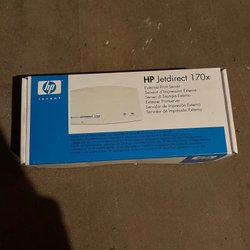 hp
invent
HP Jetdirect 170x
External Print Server
Serveur d'Impression Externe
Server di Stampa Esterno
Externer Printserver
Servidor de Impresión Externo
Servidor de Impressão Externo